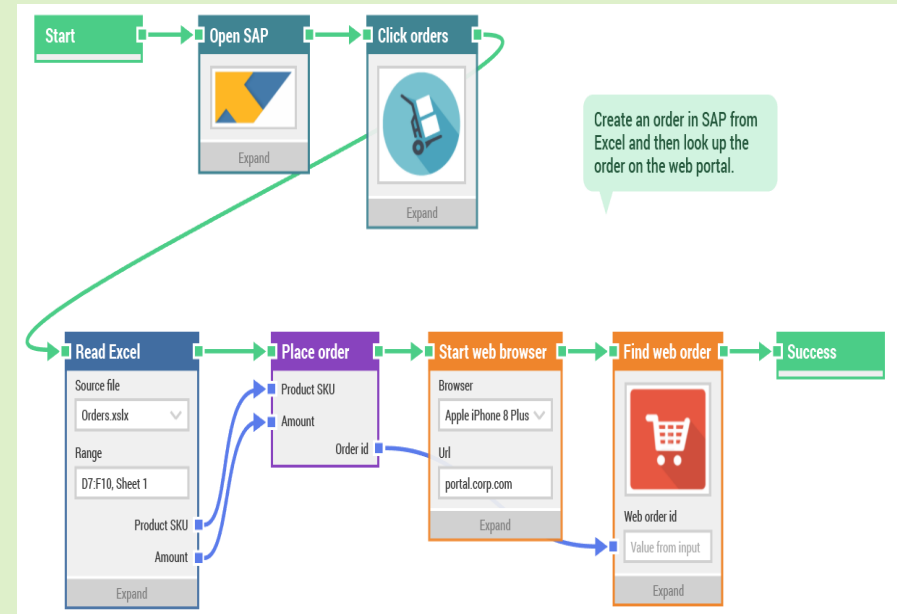 Start
Open SAP
Click orders
Expand
Expand
Create an order in SAP from
Excel and then look up the
order on the web portal.
Read Excel
Source file
Orders.xslx
Range
D7:F10, Sheet 1
Product SKU
Amount
Expand
Place order
Product SKU
Amount
Order id
Start web browser
Browser
Apple iPhone 8 Plus
Url
portal.corp.com
Expand
Find web order
Web order id
Value from input
Expand
Success